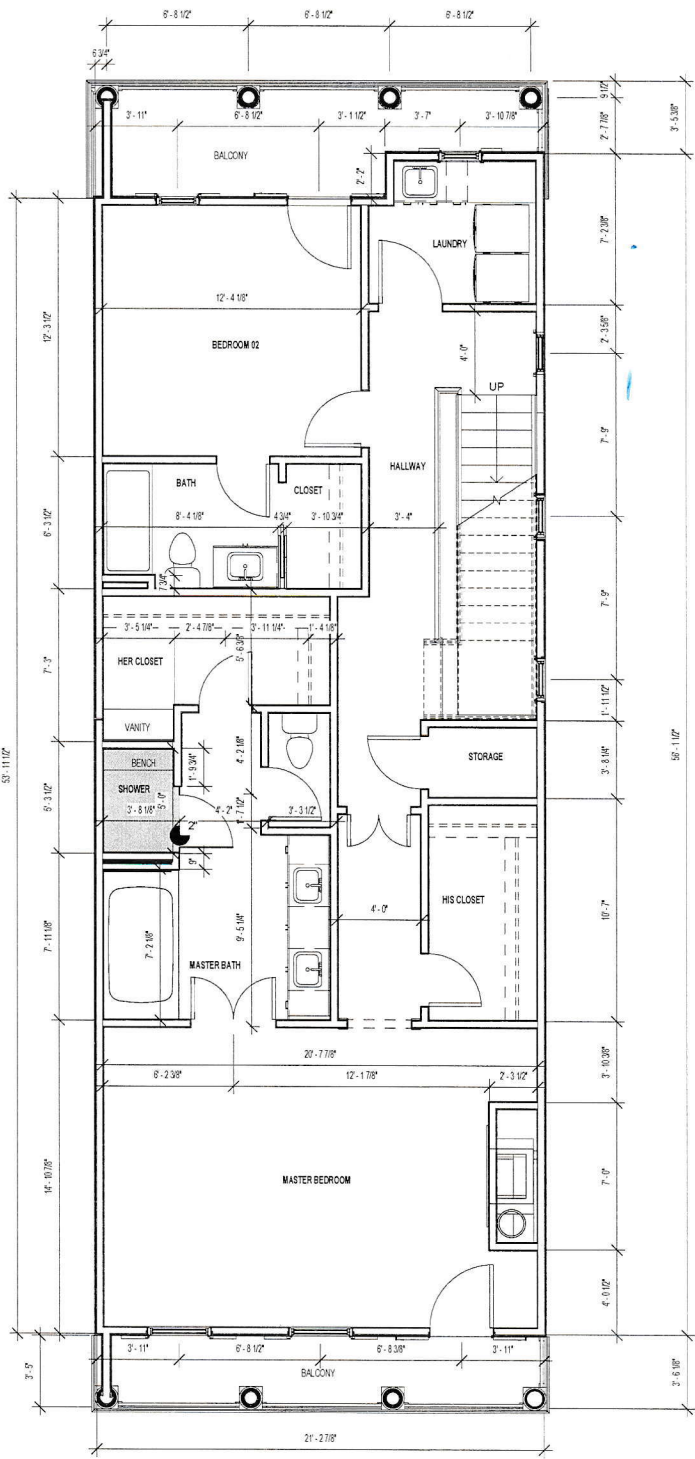 6' - 8 1/2" 6' - 8 1/2" 6' - 8 1/2"
6 3/4"
9 1/2"
3' - 11" 6' - 8 1/2" 3' - 1 1/2" 3' - 7" 3' - 10 7/8"
2' - 7 7/8"
3' - 5 3/8"
BALCONY
2' - 2"
LAUNDRY
7' - 2 3/8"
12' - 4 1/8"
12' - 3 1/2"
BEDROOM 02
4' - 0"
2' - 3 5/8"
UP
7' - 9"
HALLWAY
BATH
CLOSET
8' - 4 1/8" 4 3/4" 3' - 10 3/4" 3' - 4"
N
6' - 3 1/2"
7 3/4"
7' - 9"
3' - 5 1/4" 2' - 4 7/8" 3' - 11 1/4" 1' - 4 1/8"
5' - 6 3/8"
HER CLOSET
7' - 3"
1' - 11 1/2"
VANITY
53' - 11 1/2"
56' - 1 1/2"
BENCH
STORAGE
3' - 8 1/4"
4' - 2 1/8"
1' - 9 3/4"
SHOWER
6' - 3 1/2"
3' - 8 1/8" 4' - 2" 3' - 3 1/2"
5' - 0"
7 1/2"
2"
9"
HIS CLOSET
4' - 0"
10' - 7"
7' - 11 1/8"
7' - 2 1/8"
9' - 5 1/4"
MASTER BATH
20' - 7 7/8"
6' - 2 3/8" 12' - 1 7/8" 2' - 3 1/2"
3' - 10 3/8"
14' - 10 7/8"
MASTER BEDROOM
7' - 0"
4' - 0 1/2"
3' - 11" 6' - 8 1/2" 6' - 8 3/8" 3' - 11"
BALCONY
3' - 5"
3' - 6 1/8"
21' - 2 7/8"